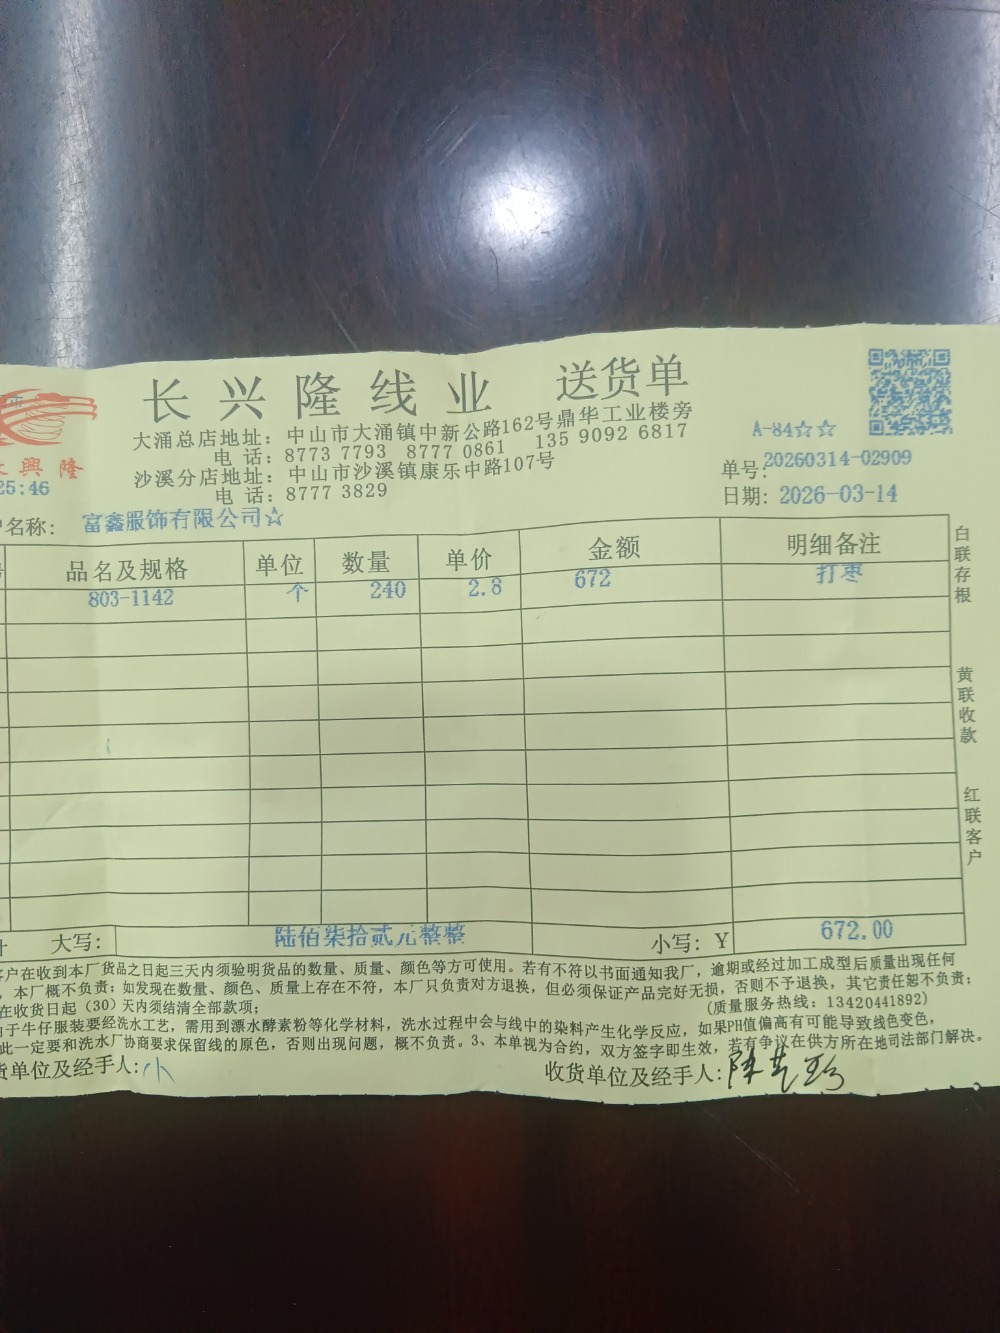 长兴隆线业 送货单
大涌总店地址：中山市大涌镇中新公路162号鼎华工业楼旁
电 话：8773 7793 8777 0861 135 9092 6817
沙溪分店地址：中山市沙溪镇康乐中路107号
电 话：8777 3829
興隆
25:46
A-84☆☆
单号:20260314-02909
日期: 2026-03-14
名称: 富鑫服饰有限公司☆
品名及规格 单位 数量 单价 金额 明细备注
803-1142 个 240 2.8 672 打枣
大写: 陆佰柒拾贰元整整 小写: Y 672.00
客户在收到本厂货品之日起三天内须验明货品的数量、质量、颜色等方可使用。若有不符以书面通知我厂，逾期或经过加工成型后质量出现任何
，本厂概不负责；如发现在数量、颜色、质量上存在不符，本厂只负责对方退换，但必须保证产品完好无损，否则不予退换，其它责任恕不负责；
在收货日起（30）天内须结清全部款项；
(质量服务热线：13420441892)
由于牛仔服装要经洗水工艺，需用到漂水酵素粉等化学材料，洗水过程中会与线中的染料产生化学反应，如果PH值偏高有可能导致线色变色，
此一定要和洗水厂协商要求保留线的原色，否则出现问题，概不负责。3、本单视为合约，双方签字即生效，若有争议在供方所在地司法部门解决。
货单位及经手人:小
收货单位及经手人:
白联存根
黄联收款
红联客户